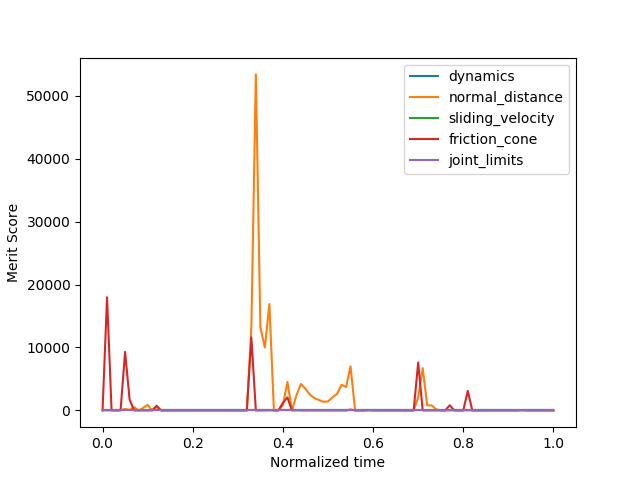 dynamics
normal_distance
sliding_velocity
friction_cone
joint_limits
50000
40000
30000
20000
10000
0
Merit Score
0.0 0.2 0.4 0.6 0.8 1.0
Normalized time